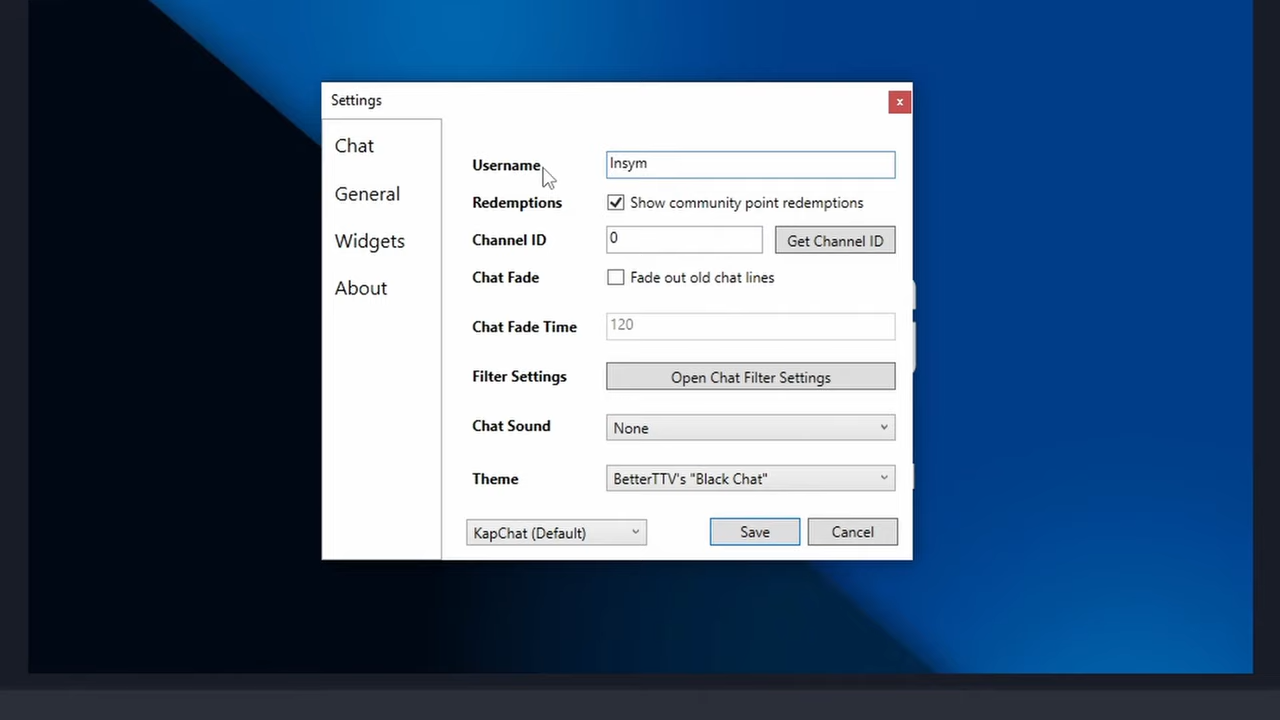 Settings
x
Chat
General
Widgets
About
Username Insym
Redemptions Show community point redemptions
Channel ID 0 Get Channel ID
Chat Fade Fade out old chat lines
Chat Fade Time 120
Filter Settings Open Chat Filter Settings
Chat Sound None
Theme BetterTTV's "Black Chat"
KapChat (Default) Save Cancel